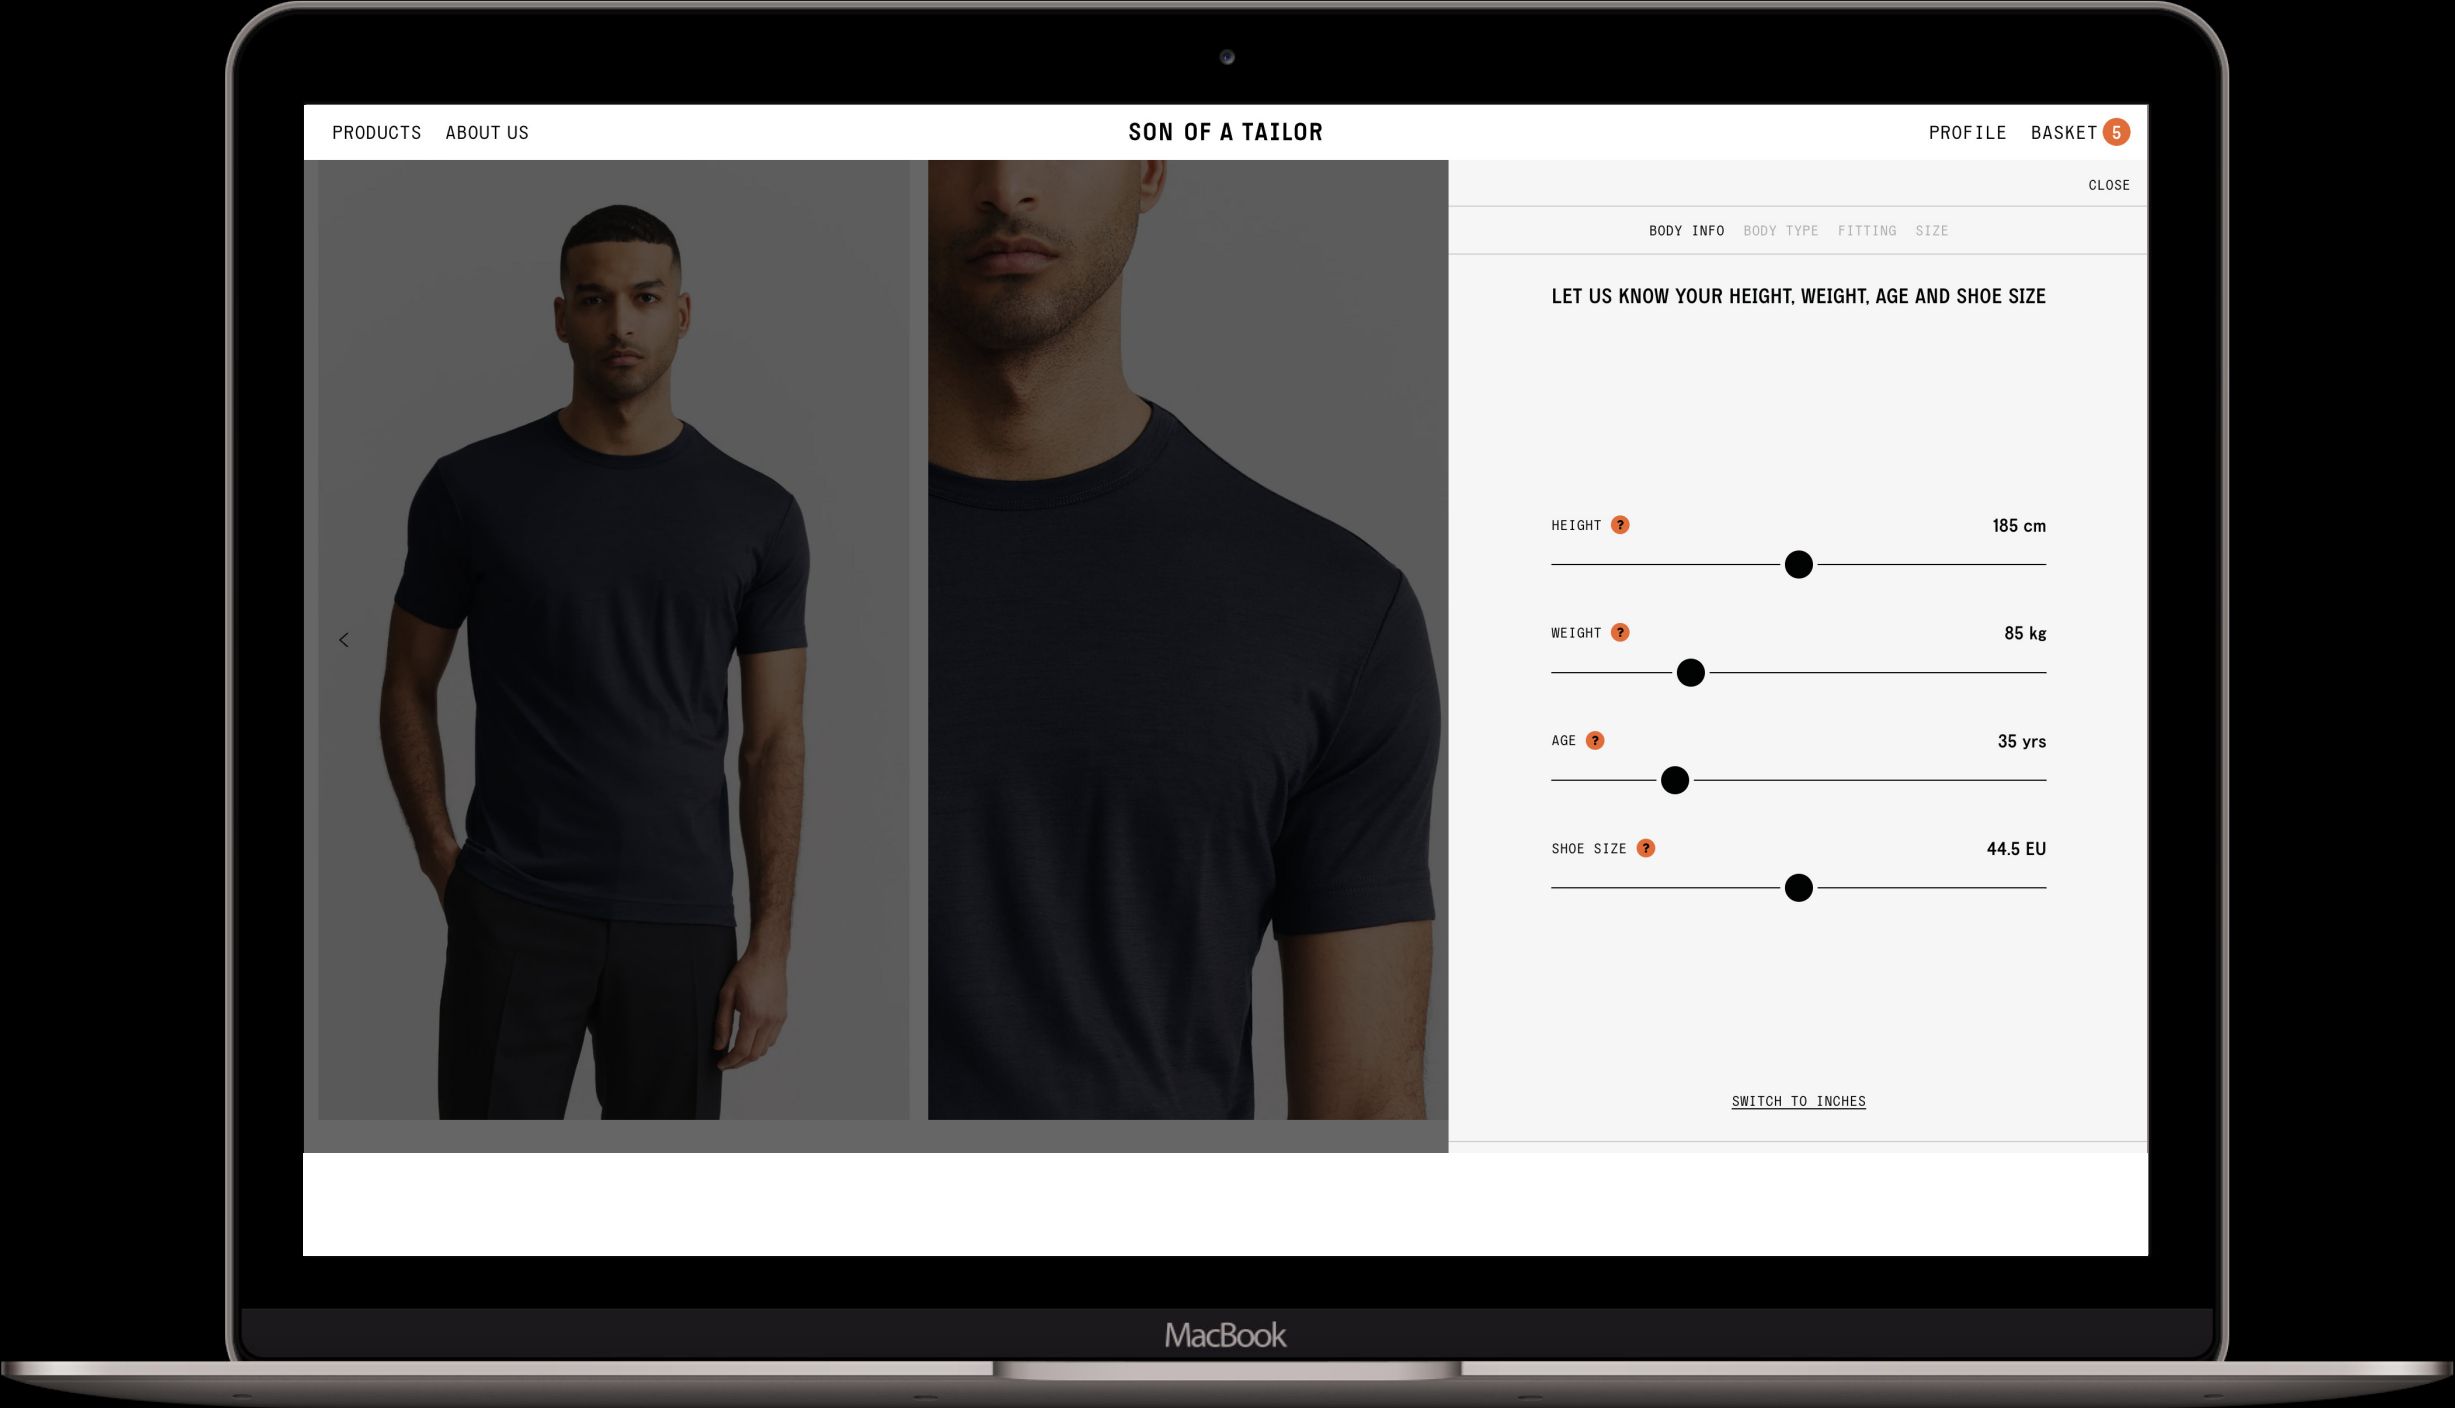 PRODUCTS ABOUT US SON OF A TAILOR PROFILE BASKET 5
CLOSE
BODY INFO BODY TYPE FITTING SIZE
LET US KNOW YOUR HEIGHT, WEIGHT, AGE AND SHOE SIZE
HEIGHT ? 185 cm
WEIGHT ? 85 kg
AGE ? 35 yrs
SHOE SIZE ? 44.5 EU
SWITCH TO INCHES
MacBook